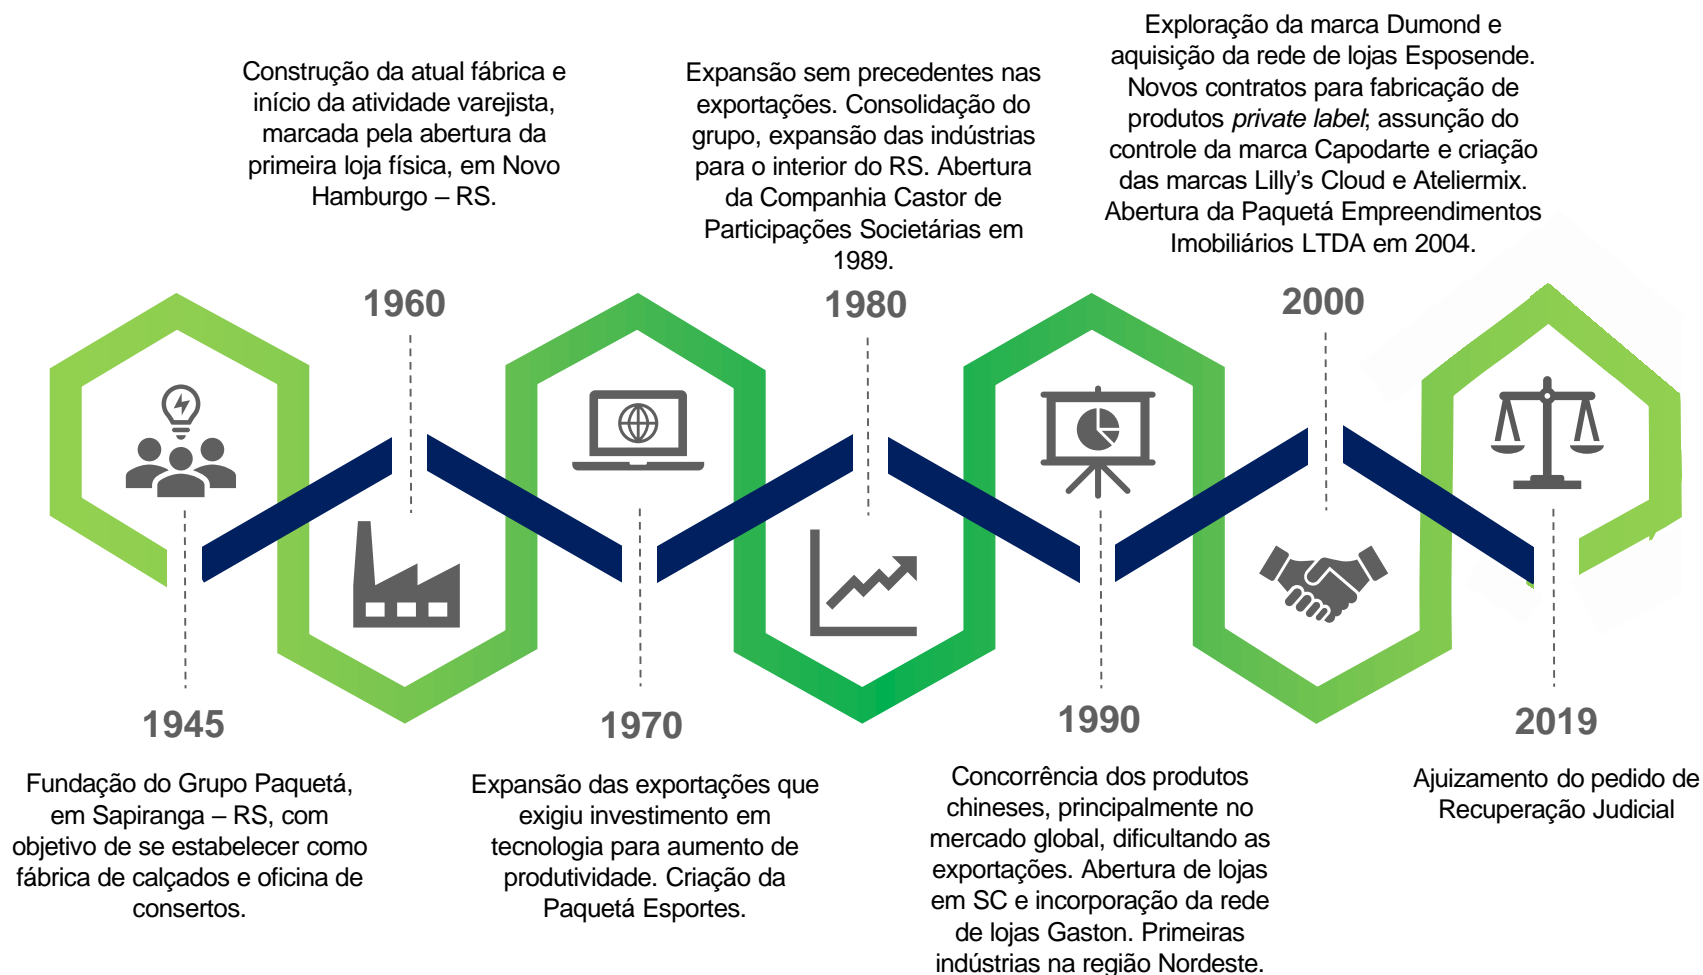 Construção da atual fábrica e
início da atividade varejista,
marcada pela abertura da
primeira loja física, em Novo
Hamburgo – RS.
1960
Expansão sem precedentes nas
exportações. Consolidação do
grupo, expansão das indústrias
para o interior do RS. Abertura
da Companhia Castor de
Participações Societárias em
1989.
1980
Exploração da marca Dumond e
aquisição da rede de lojas Esposende.
Novos contratos para fabricação de
produtos private label; assunção do
controle da marca Capodarte e criação
das marcas Lilly’s Cloud e Ateliermix.
Abertura da Paquetá Empreendimentos
Imobiliários LTDA em 2004.
2000
1945
Fundação do Grupo Paquetá,
em Sapiranga – RS, com
objetivo de se estabelecer como
fábrica de calçados e oficina de
consertos.
1970
Expansão das exportações que
exigiu investimento em
tecnologia para aumento de
produtividade. Criação da
Paquetá Esportes.
1990
Concorrência dos produtos
chineses, principalmente no
mercado global, dificultando as
exportações. Abertura de lojas
em SC e incorporação da rede
de lojas Gaston. Primeiras
indústrias na região Nordeste.
2019
Ajuizamento do pedido de
Recuperação Judicial